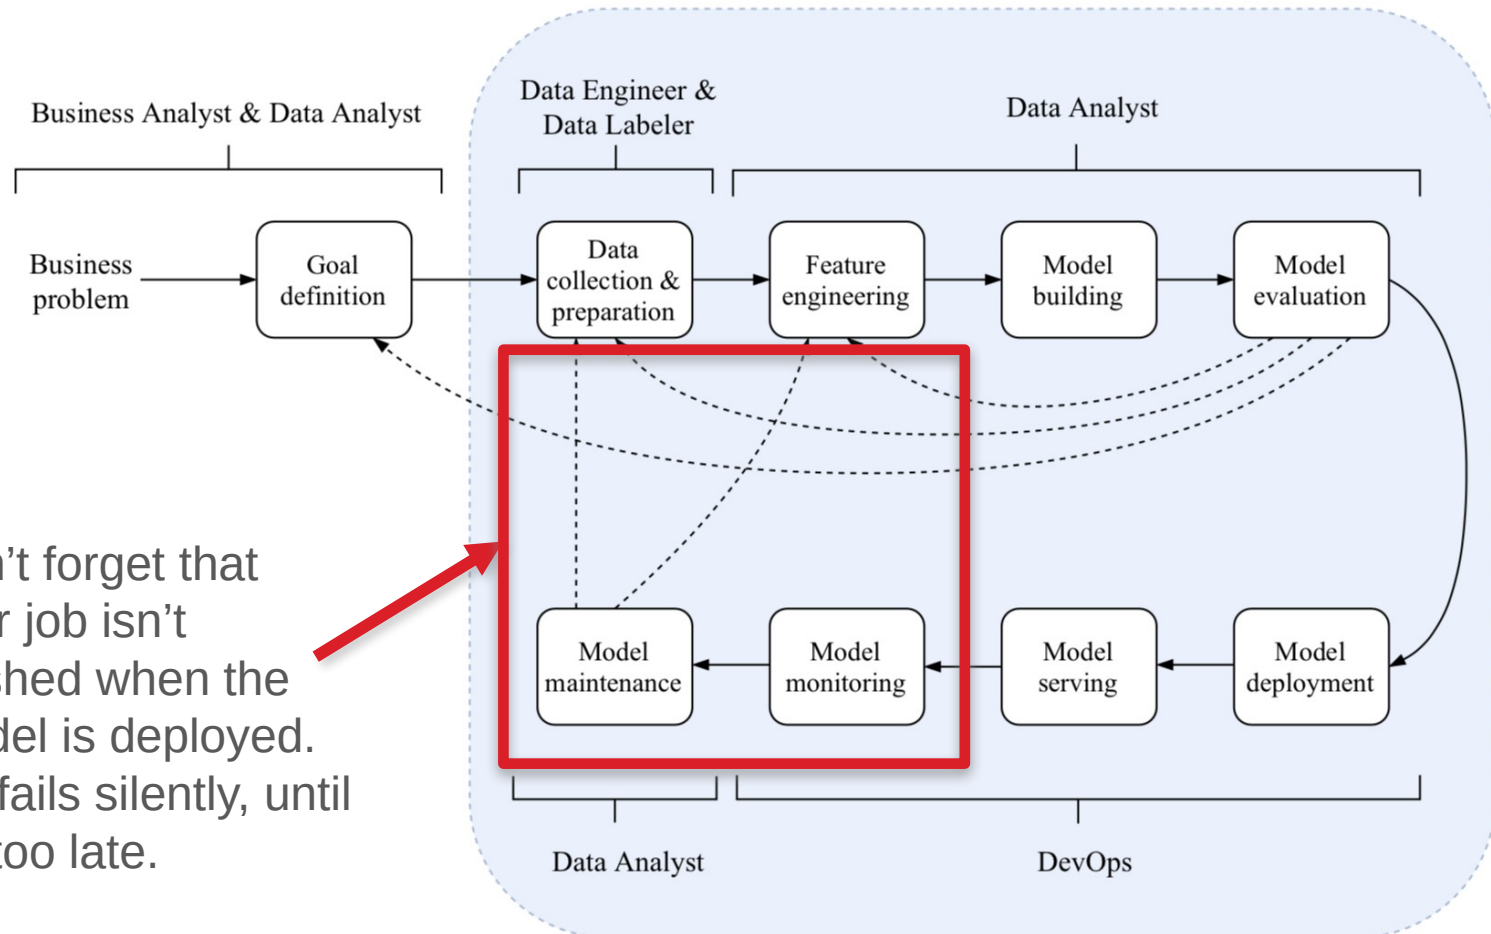 Business Analyst & Data Analyst
Data Engineer &
Data Labeler
Data Analyst
Business
problem
Goal
definition
Data
collection &
preparation
Feature
engineering
Model
building
Model
evaluation
n't forget that
r job isn't
shed when the
del is deployed.
fails silently, until
too late.
Model
maintenance
Model
monitoring
Model
serving
Model
deployment
Data Analyst
DevOps